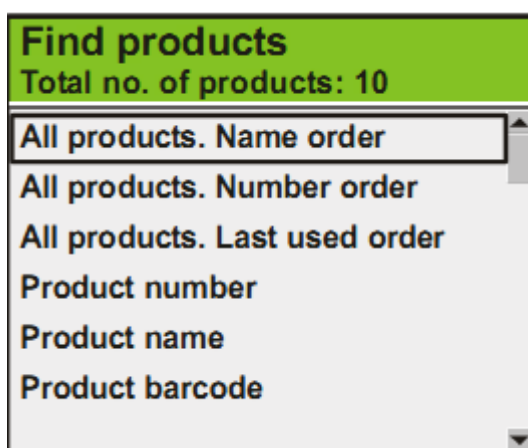 Find products
Total no. of products: 10
All products. Name order
All products. Number order
All products. Last used order
Product number
Product name
Product barcode